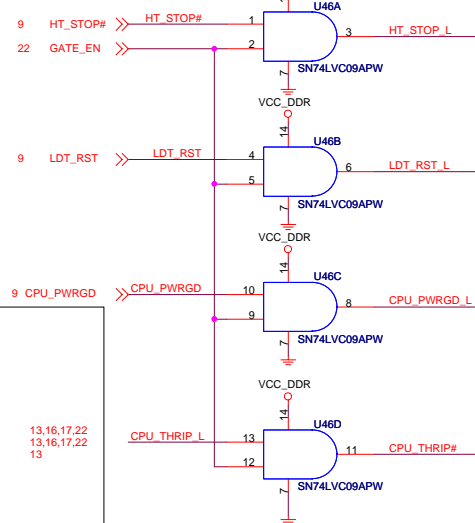 U46A
9 HT_STOP# HT_STOP# 1 3 HT_STOP_L
22 GATE_EN 2
7 SN74LVC09APW
VCC_DDR
14 U46B
9 LDT_RST LDT_RST 4 6 LDT_RST_L
5
7 SN74LVC09APW
VCC_DDR
14 U46C
9 CPU_PWRGD CPU_PWRGD 10 8 CPU_PWRGD_L
9
7 SN74LVC09APW
VCC_DDR
14 U46D
13,16,17,22 CPU_THRIP_L 13 11 CPU_THRIP#
13,16,17,22
13 12
7 SN74LVC09APW